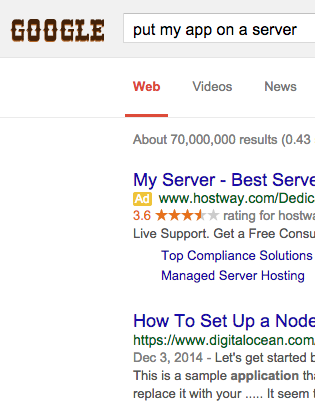 GOOGLE
put my app on a server
Web Videos News
About 70,000,000 results (0.43
My Server - Best Serve
Ad www.hostway.com/Dedic
3.6 rating for hostwa
Live Support. Get a Free Consu
Top Compliance Solutions
Managed Server Hosting
How To Set Up a Node
https://www.digitalocean.com
Dec 3, 2014 - Let's get started b
This is a sample application tha
replace it with your ..... It seem t